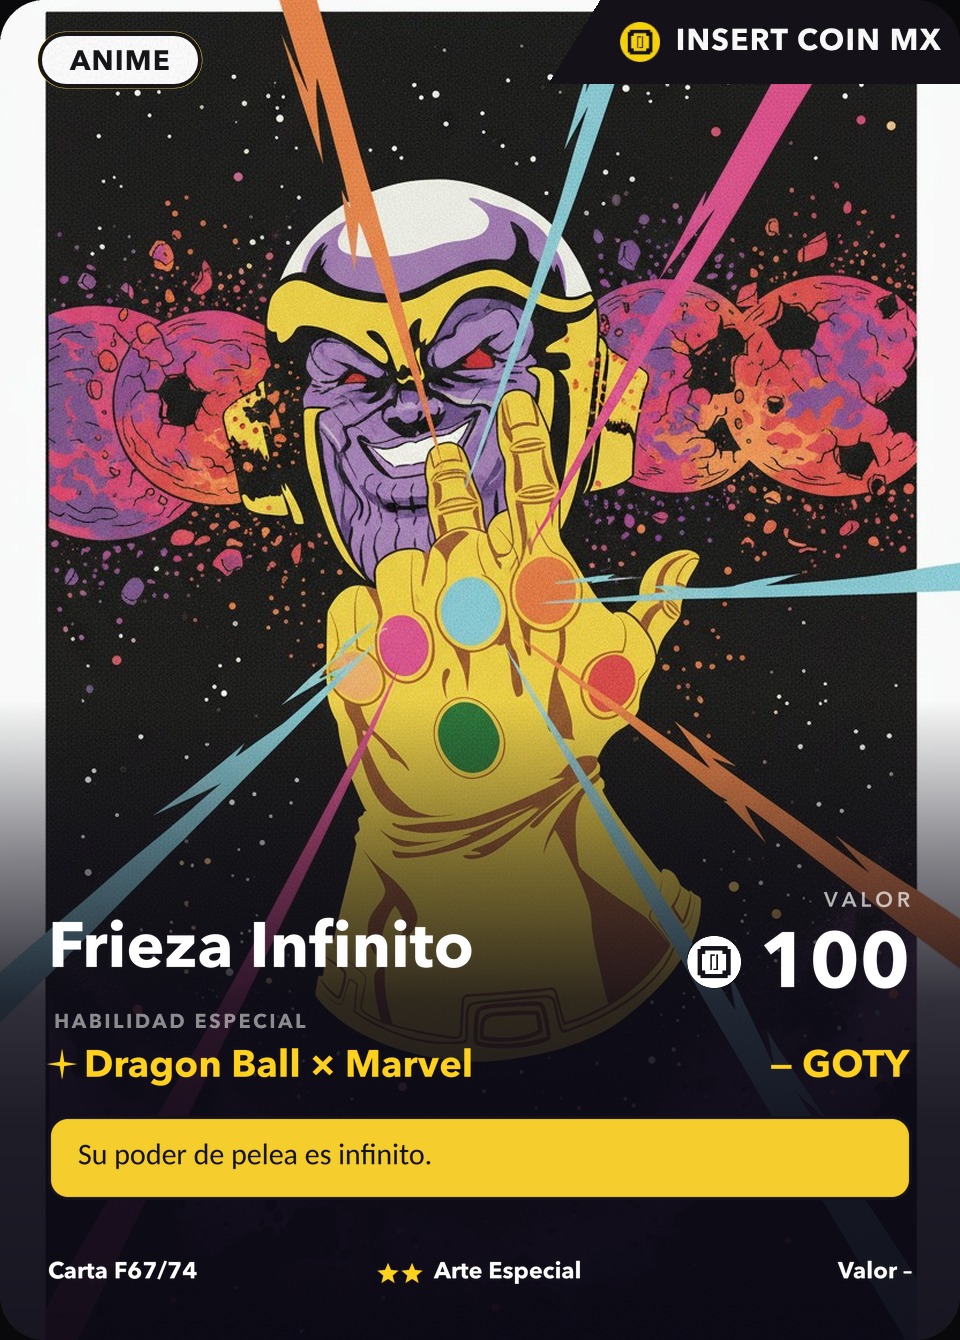 ANIME
INSERT COIN MX
VALOR
Frieza Infinito
100
HABILIDAD ESPECIAL
Dragon Ball × Marvel
– GOTY
Su poder de pelea es infinito.
Carta F67/74
★★ Arte Especial
Valor –